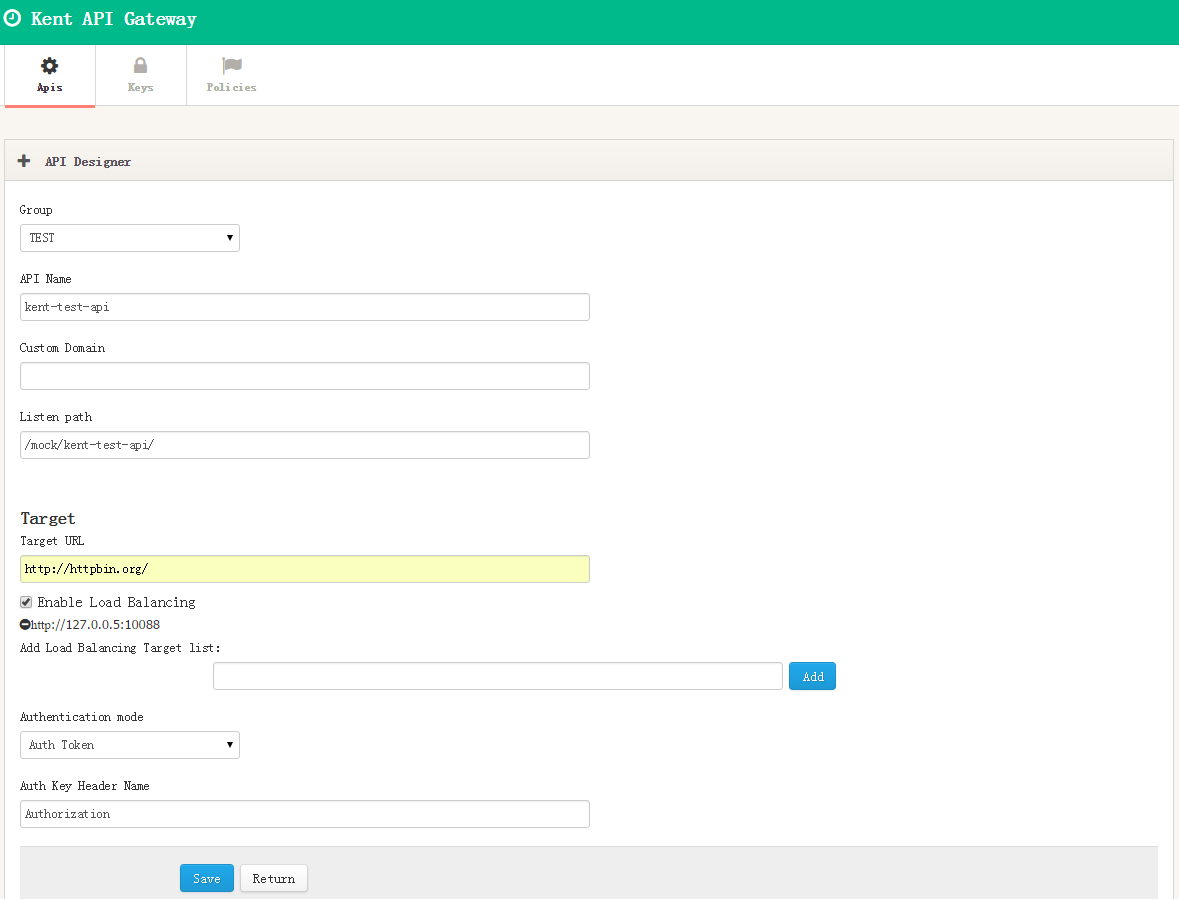 Kent API Gateway
Apis
Keys
Policies
API Designer
Group
TEST
API Name
kent-test-api
Custom Domain
Listen path
/mock/kent-test-api/
Target
Target URL
http://httpbin.org/
Enable Load Balancing
http://127.0.0.5:10088
Add Load Balancing Target list:
Add
Authentication mode
Auth Token
Auth Key Header Name
Authorization
Save Return